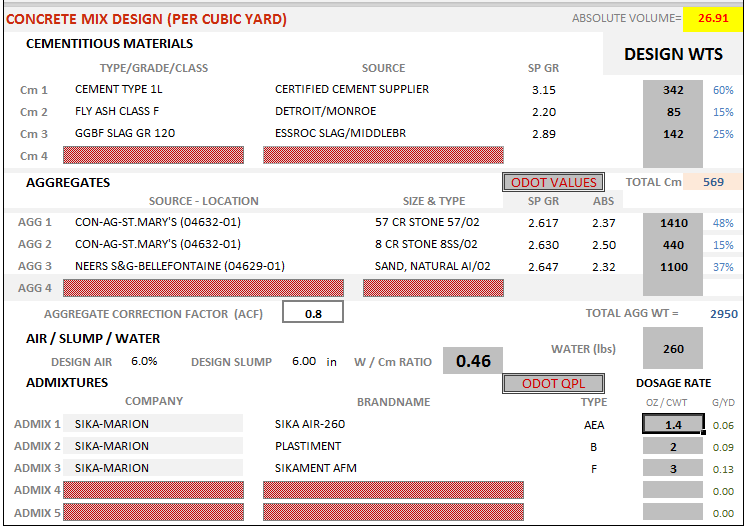 CONCRETE MIX DESIGN (PER CUBIC YARD) ABSOLUTE VOLUME= 26.91
CEMENTITIOUS MATERIALS DESIGN WTS
TYPE/GRADE/CLASS SOURCE SP GR
Cm 1 CEMENT TYPE 1L CERTIFIED CEMENT SUPPLIER 3.15 342 60%
Cm 2 FLY ASH CLASS F DETROIT/MONROE 2.20 85 15%
Cm 3 GGBF SLAG GR 120 ESSROC SLAG/MIDDLEBR 2.89 142 25%
Cm 4
AGGREGATES ODOT VALUES TOTAL Cm 569
SOURCE - LOCATION SIZE & TYPE SP GR ABS
AGG 1 CON-AG-ST.MARY'S (04632-01) 57 CR STONE 57/02 2.617 2.37 1410 48%
AGG 2 CON-AG-ST.MARY'S (04632-01) 8 CR STONE 8SS/02 2.630 2.50 440 15%
AGG 3 NEERS S&G-BELLEFONTAINE (04629-01) SAND, NATURAL AI/02 2.647 2.32 1100 37%
AGG 4
AGGREGATE CORRECTION FACTOR (ACF) 0.8 TOTAL AGG WT = 2950
AIR / SLUMP / WATER
DESIGN AIR 6.0% DESIGN SLUMP 6.00 in W / Cm RATIO 0.46 WATER (lbs) 260
ADMIXTURES ODOT QPL DOSAGE RATE
COMPANY BRANDNAME TYPE OZ / CWT G/YD
ADMIX 1 SIKA-MARION SIKA AIR-260 AEA 1.4 0.06
ADMIX 2 SIKA-MARION PLASTIMENT B 2 0.09
ADMIX 3 SIKA-MARION SIKAMENT AFM F 3 0.13
ADMIX 4 0.00
ADMIX 5 0.00